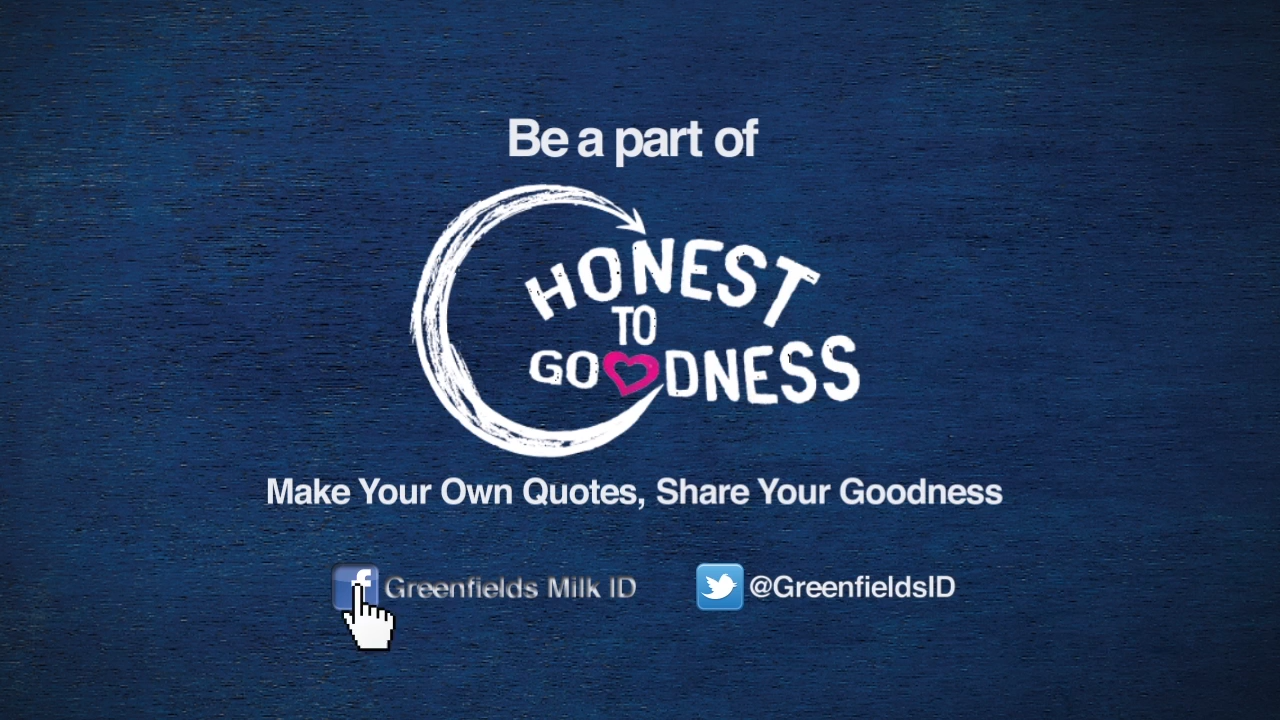 Be a part of
HONEST
TO
GOODNESS
Make Your Own Quotes, Share Your Goodness
Greenfields Milk ID
@GreenfieldsID